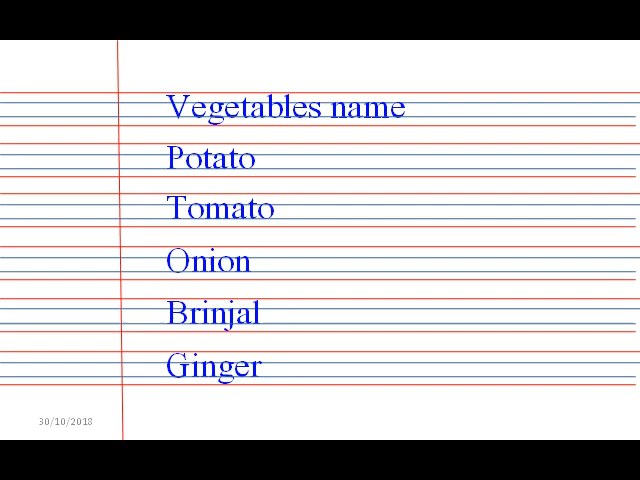 Vegetables name
Potato
Tomato
Onion
Brinjal
Ginger
30/10/2018